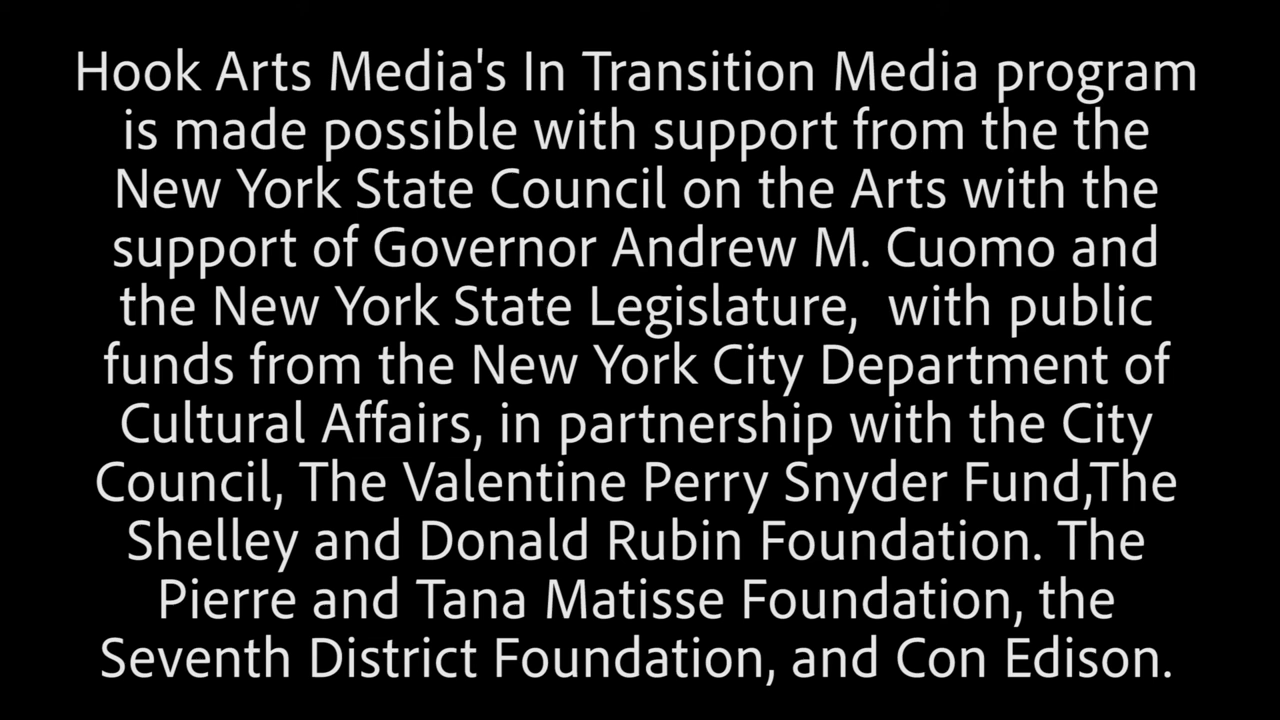 Hook Arts Media's In Transition Media program
is made possible with support from the the
New York State Council on the Arts with the
support of Governor Andrew M. Cuomo and
the New York State Legislature,  with public
funds from the New York City Department of
Cultural Affairs, in partnership with the City
Council, The Valentine Perry Snyder Fund,The
Shelley and Donald Rubin Foundation. The
Pierre and Tana Matisse Foundation, the
Seventh District Foundation, and Con Edison.